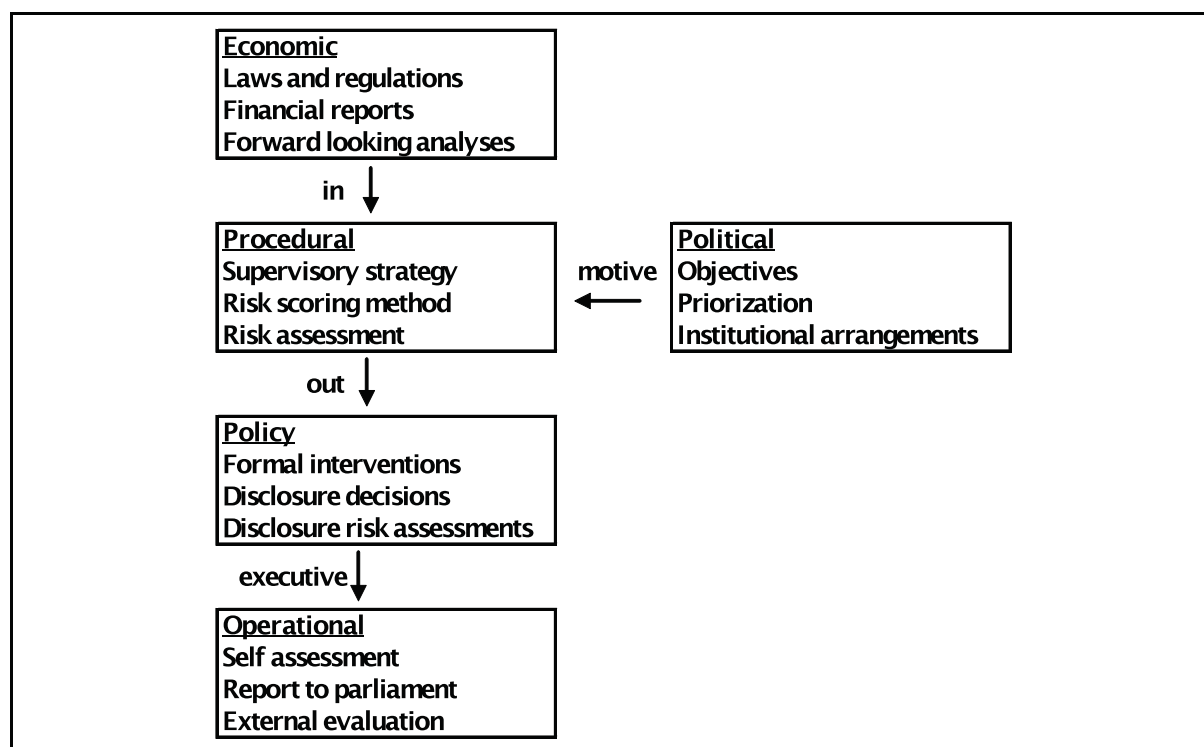 Economic
Laws and regulations
Financial reports
Forward looking analyses
in
Procedural
Supervisory strategy
Risk scoring method
Risk assessment
motive
Political
Objectives
Priorization
Institutional arrangements
out
Policy
Formal interventions
Disclosure decisions
Disclosure risk assessments
executive
Operational
Self assessment
Report to parliament
External evaluation